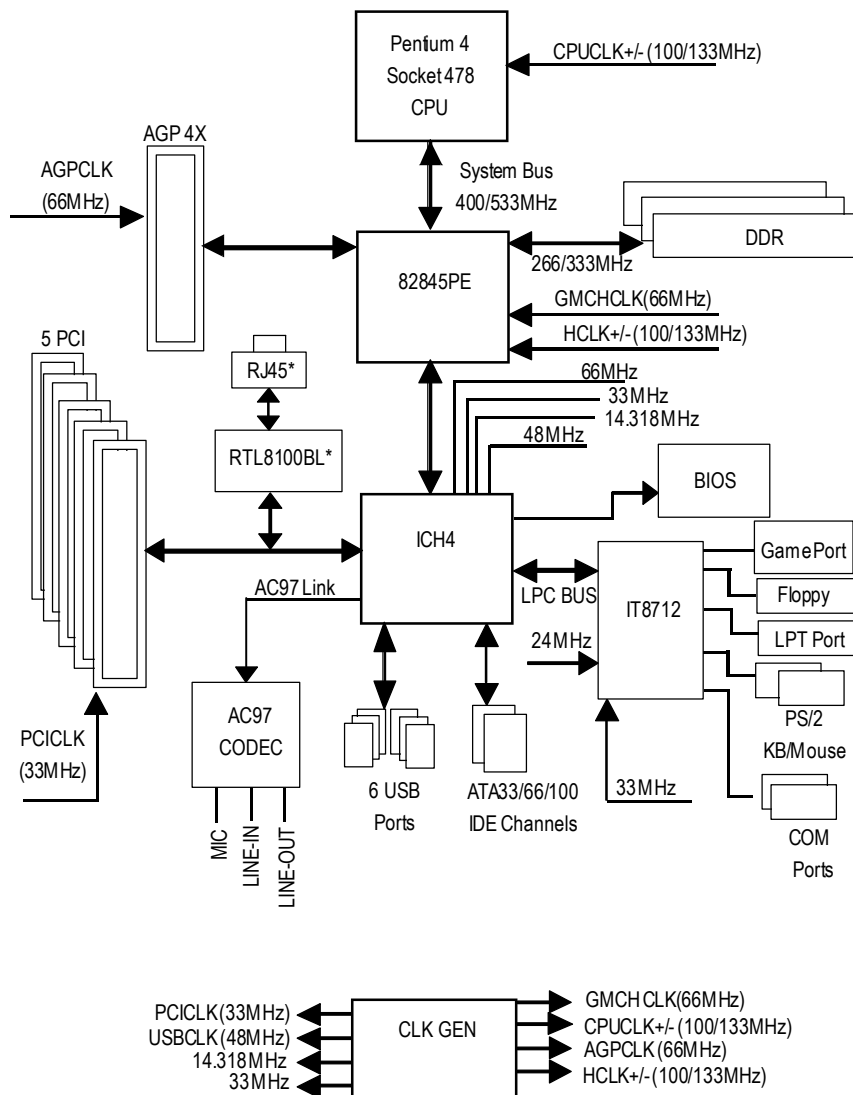 Pentium 4
Socket 478
CPU
CPUCLK+/- (100/133MHz)
AGP 4X
AGPCLK
(66MHz)
System Bus
400/533MHz
DDR
266/333MHz
82845PE
GMCHCLK(66MHz)
HCLK+/- (100/133MHz)
5 PCI
RJ45*
66MHz
33MHz
14.318MHz
48MHz
RTL8100BL*
BIOS
ICH4
Game Port
LPC BUS
IT8712
Floppy
AC97 Link
LPT Port
24MHz
PS/2
KB/Mouse
AC97
CODEC
PCICLK
(33MHz)
6 USB
Ports
ATA33/66/100
IDE Channels
33MHz
COM
Ports
MIC
LINE-IN
LINE-OUT
CLK GEN
PCICLK (33MHz)
USBCLK (48MHz)
14.318MHz
33MHz
GMCH CLK(66MHz)
CPUCLK+/- (100/133MHz)
AGPCLK (66MHz)
HCLK+/- (100/133MHz)